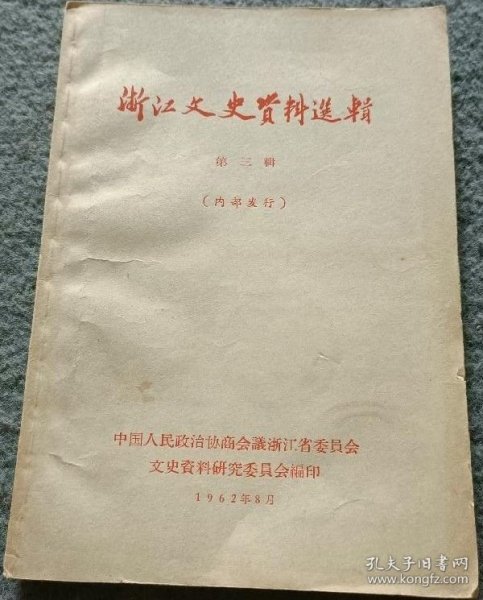 浙江文史資料選輯
第三輯
(内部发行)
中国人民政治协商会議浙江省委員会
文史資料研究委員会編印
1962年8月
孔夫子旧书网
www.kongfz.com